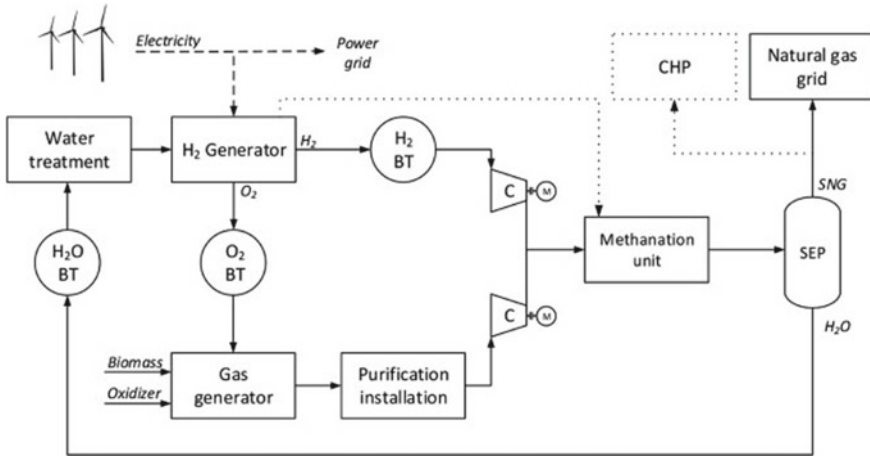 Electricity
Power
grid
CHP
Natural gas
grid
Water
treatment
H₂ Generator
H₂
H₂
BT
C
M
O₂
SNG
H₂O
BT
O₂
BT
Methanation
unit
SEP
C
M
H₂O
Biomass
Oxidizer
Gas
generator
Purification
installation